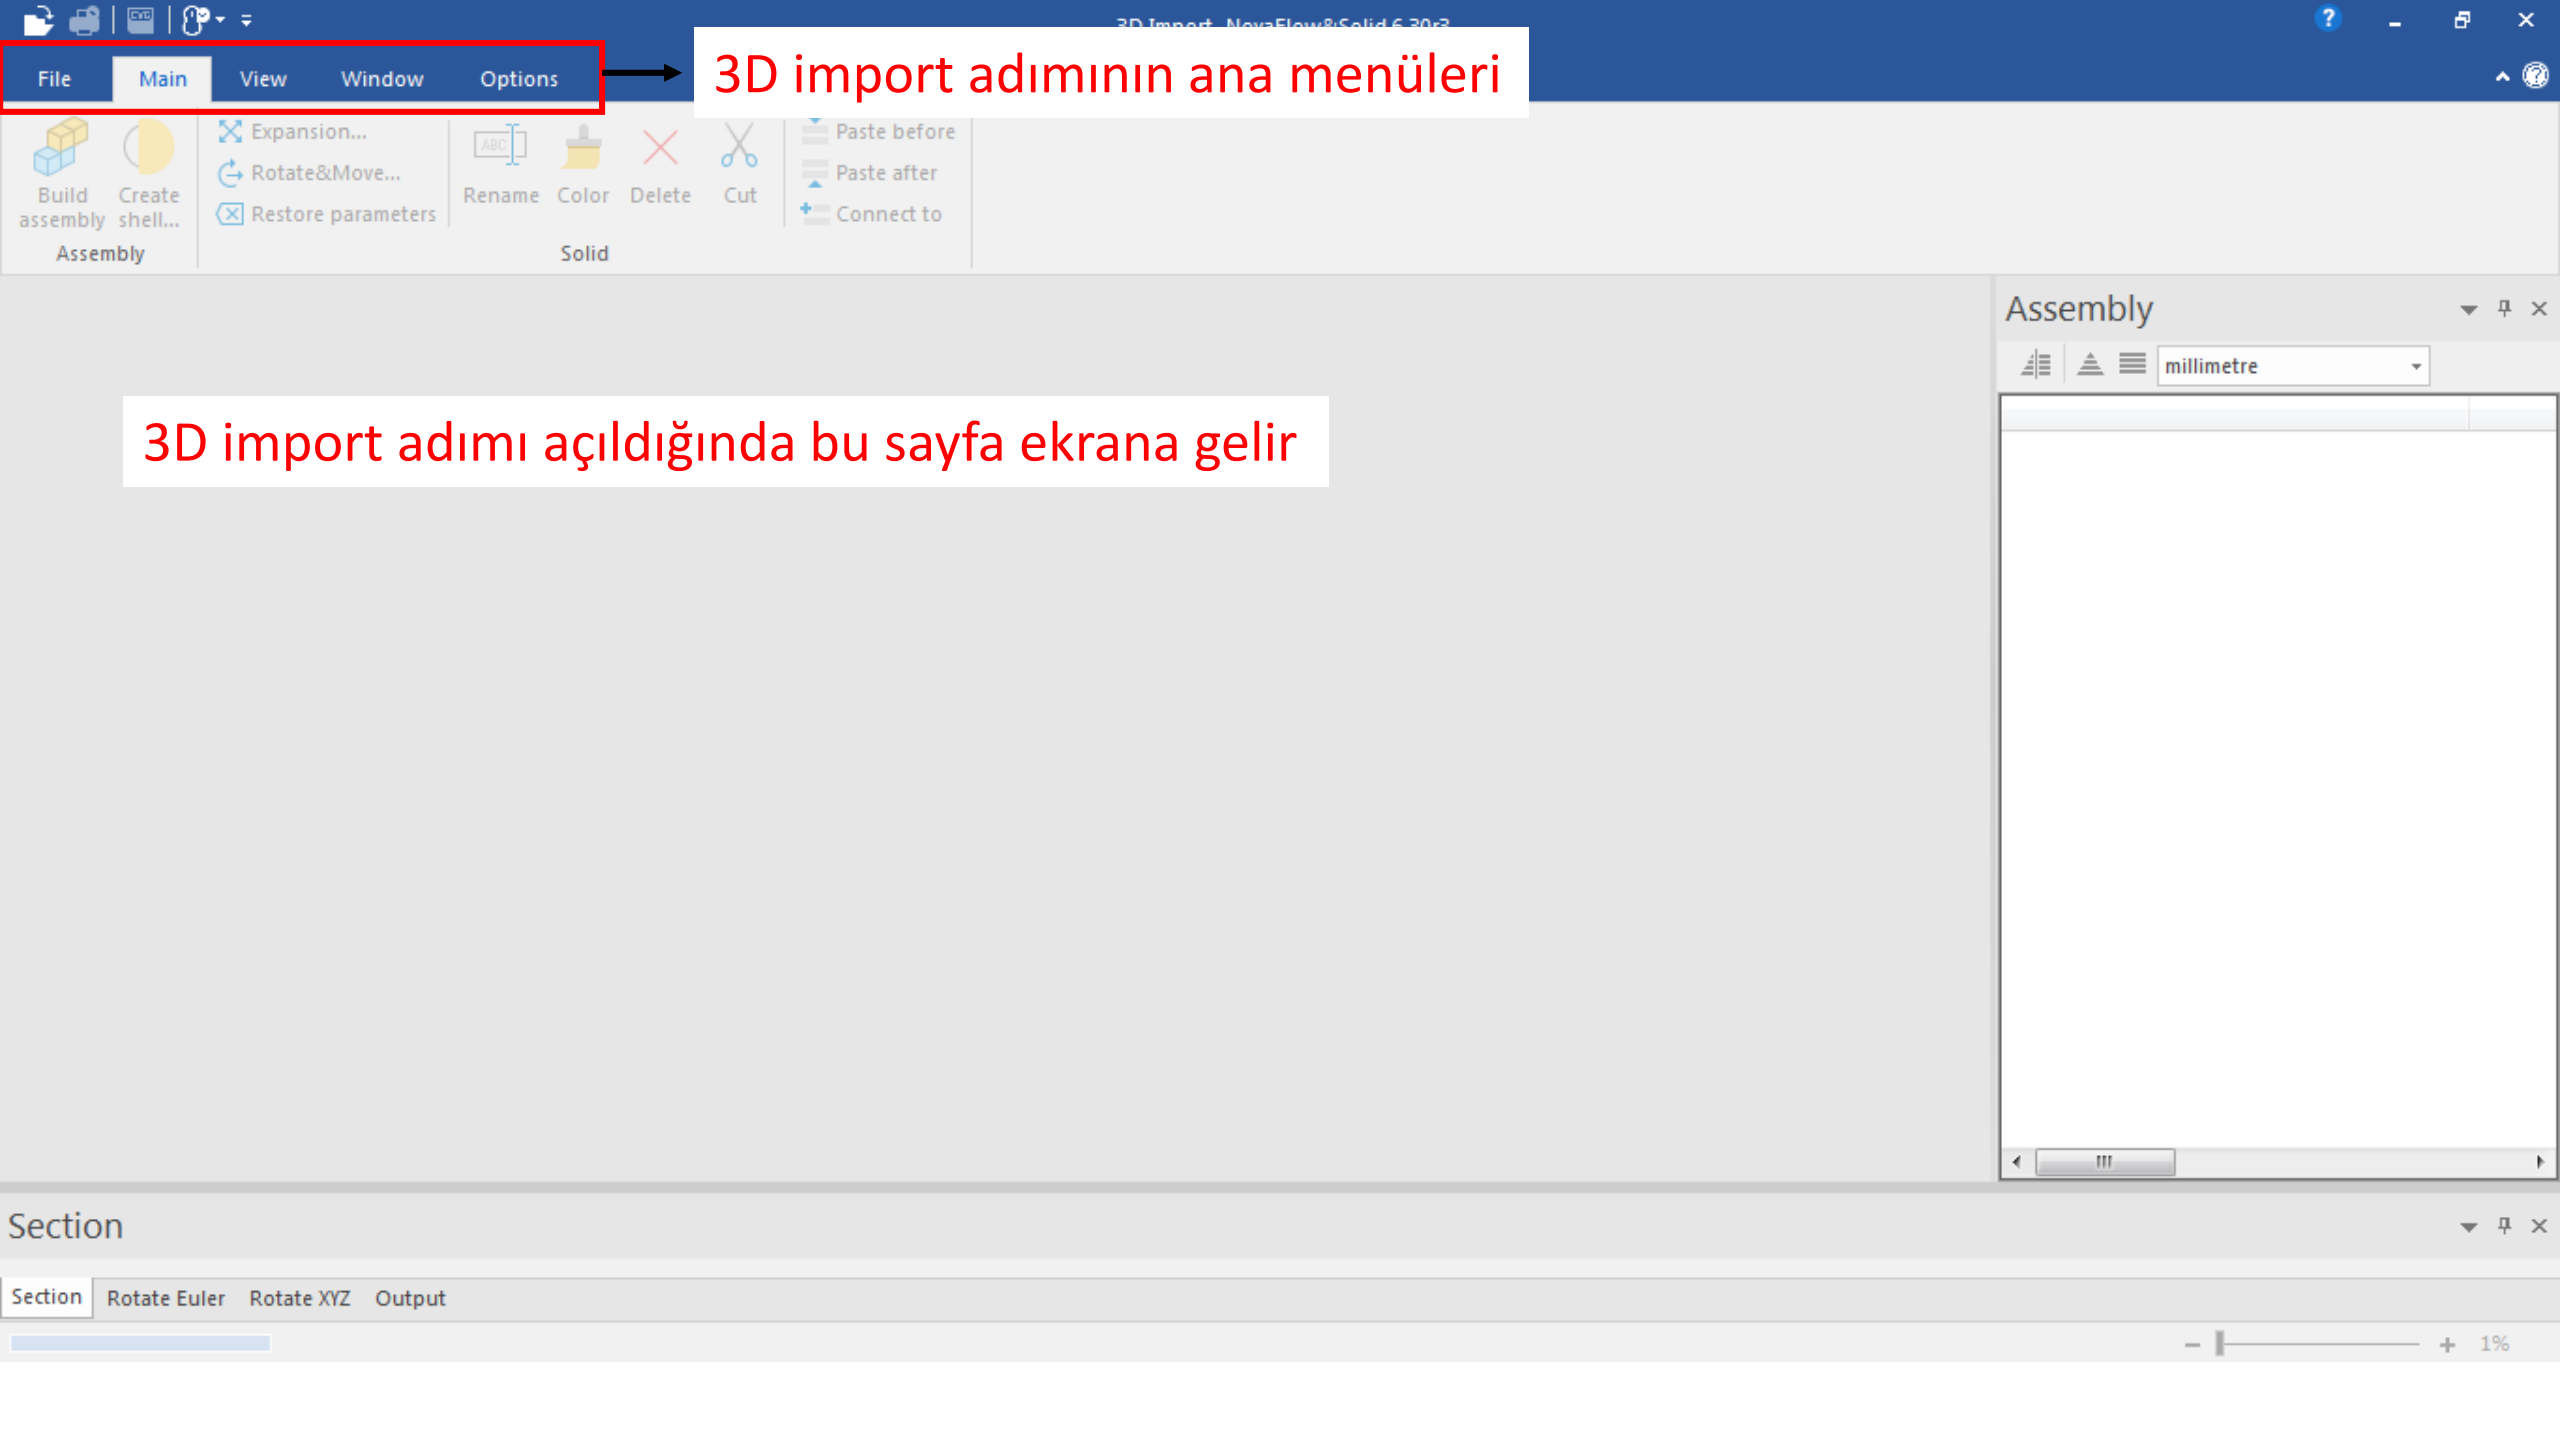 3D Import NovaFlow&Solid 6.30r3
File Main View Window Options
3D import adımının ana menüleri
Expansion...
Rotate&Move...
Restore parameters
Build assembly
Create shell...
Rename Color Delete Cut
Paste before
Paste after
Connect to
Assembly
Solid
Assembly
millimetre
3D import adımı açıldığında bu sayfa ekrana gelir
Section
Section Rotate Euler Rotate XYZ Output
1%